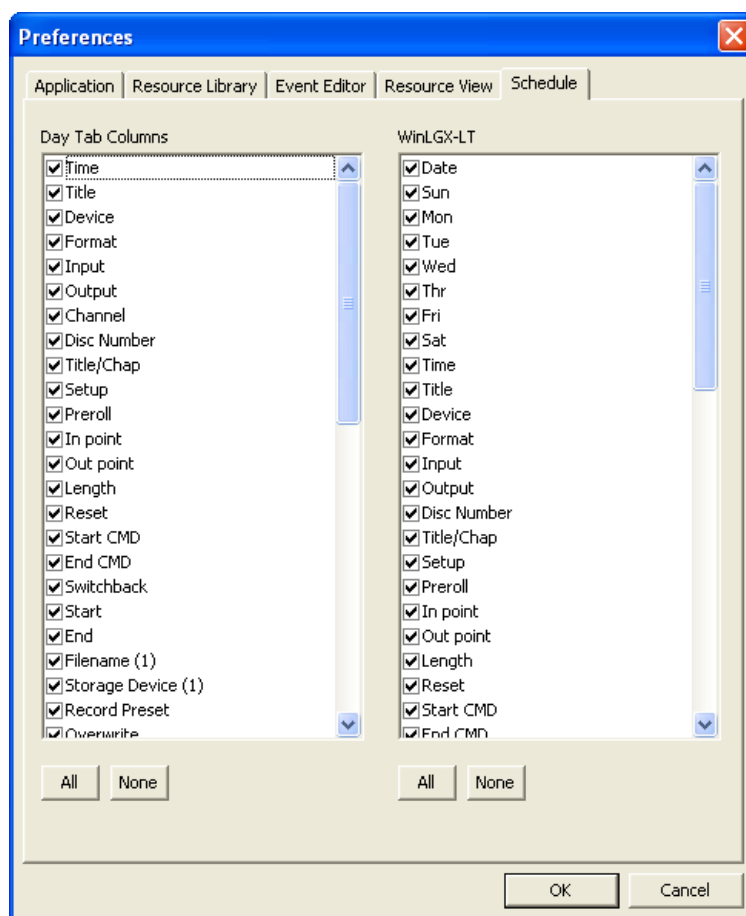 Preferences
Application
Resource Library
Event Editor
Resource View
Schedule
Day Tab Columns
Time
Title
Device
Format
Input
Output
Channel
Disc Number
Title/Chap
Setup
Preroll
In point
Out point
Length
Reset
Start CMD
End CMD
Switchback
Start
End
Filename (1)
Storage Device (1)
Record Preset
Overwrite
All
None
WinLGX-LT
Date
Sun
Mon
Tue
Wed
Thr
Fri
Sat
Time
Title
Device
Format
Input
Output
Disc Number
Title/Chap
Setup
Preroll
In point
Out point
Length
Reset
Start CMD
End CMD
All
None
OK
Cancel